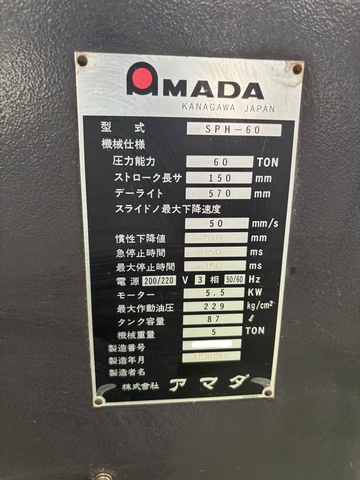 AMADA
KANAGAWA JAPAN
型式 SPH-60
機械仕様
圧力能力 60 TON
ストローク長サ 150 mm
デーライト 570 mm
スライドノ最大下降速度
50 mm/s
慣性下降値 mm
急停止時間 ms
最大停止時間 ms
電源 200/220 V 3 相 50/60 Hz
モーター 5.5 KW
最大作動油圧 229 kg/cm²
タンク容量 87 ℓ
機械重量 5 TON
製造番号
製造年月
製造者名
株式會社 アマダ